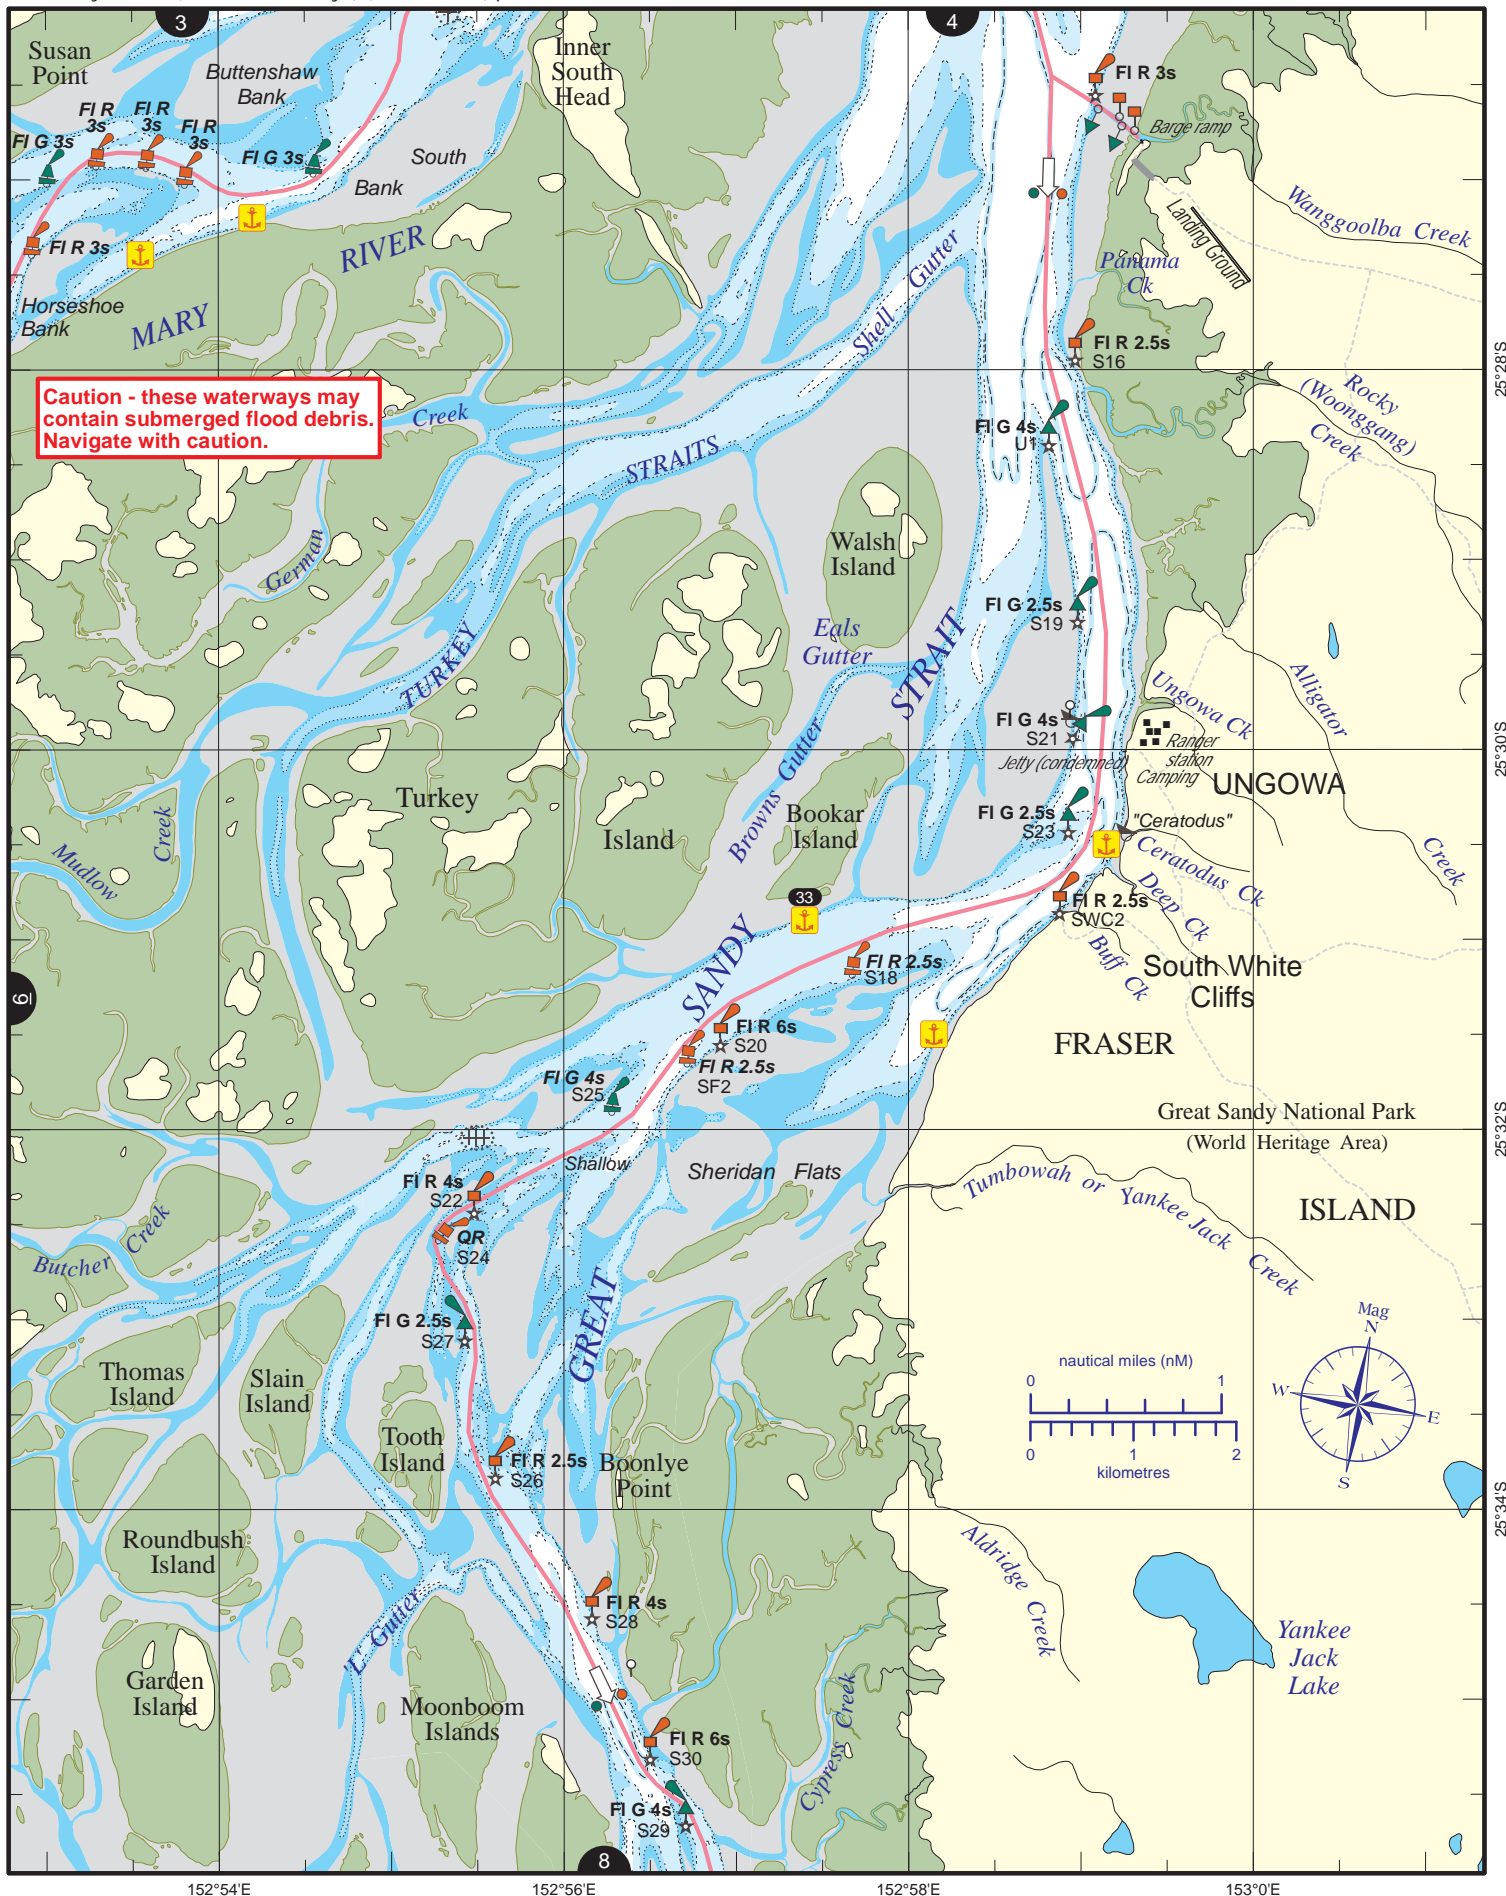 3
4
Susan
Point
Buttenshaw
Bank
Inner
South
Head
Fl R
3s
Fl R
3s
Fl R
3s
Fl G 3s
Fl G 3s
Fl R 3s
South
Bank
Fl R 3s
Barge ramp
Landing Ground
Wanggoolba Creek
RIVER
MARY
Horseshoe
Bank
Panama
Ck
Shell Gutter
Fl R 2.5s
S16
25°28'S
Caution - these waterways may
contain submerged flood debris.
Navigate with caution.
Creek
German
STRAITS
TURKEY
Fl G 4s
U1
Rocky
(Woonggang)
Creek
Walsh
Island
Fl G 2.5s
S19
Eals
Gutter
STRAIT
Ungowa Ck
Alligator
Creek
Fl G 4s
S21
Jetty (condemned)
Ranger
station
Camping
UNGOWA
25°30'S
Turkey
Island
Browns Gutter
Bookar
Island
Fl G 2.5s
S23
"Ceratodus"
Ceratodus Ck
Deep Ck
Creek
Mudlow
33
Fl R 2.5s
SWC2
Buff Ck
South White
Cliffs
SANDY
Fl R 2.5s
S18
6
Fl R 6s
S20
Fl R 2.5s
SF2
FRASER
Fl G 4s
S25
Great Sandy National Park
(World Heritage Area)
25°32'S
Shallow
Sheridan Flats
Fl R 4s
S22
QR
S24
Tumbowah or Yankee Jack Creek
ISLAND
Butcher Creek
GREAT
Fl G 2.5s
S27
Mag
N
W
E
S
nautical miles (nM)
0
1
0
1
2
kilometres
Thomas
Island
Slain
Island
Tooth
Island
Fl R 2.5s
S26
Boonlye
Point
25°34'S
Roundbush
Island
Aldridge Creek
Fl R 4s
S28
'L' Gutter
Yankee
Jack
Lake
Garden
Island
Moonboom
Islands
Fl R 6s
S30
Cypress Creek
Fl G 4s
S29
8
152°54'E
152°56'E
152°58'E
153°0'E